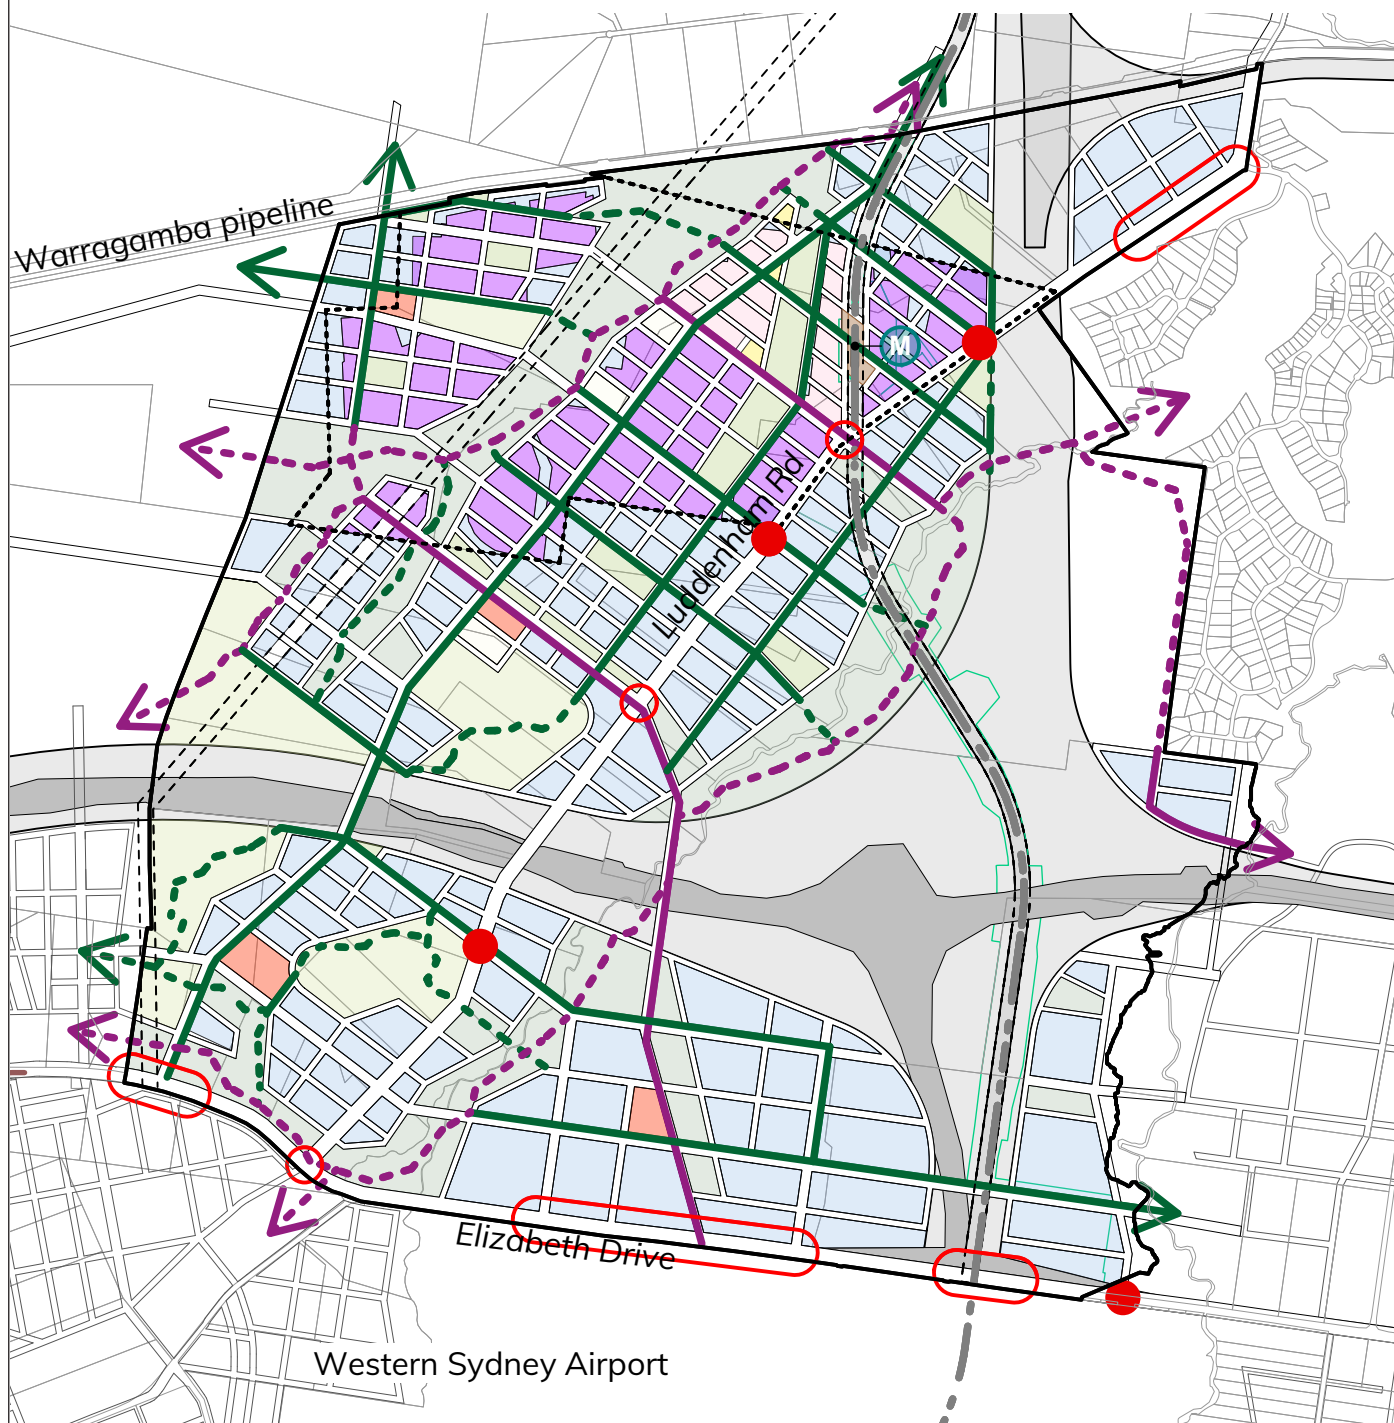 Warragamba pipeline
M
Luddenham Rd
Elizabeth Drive
Western Sydney Airport